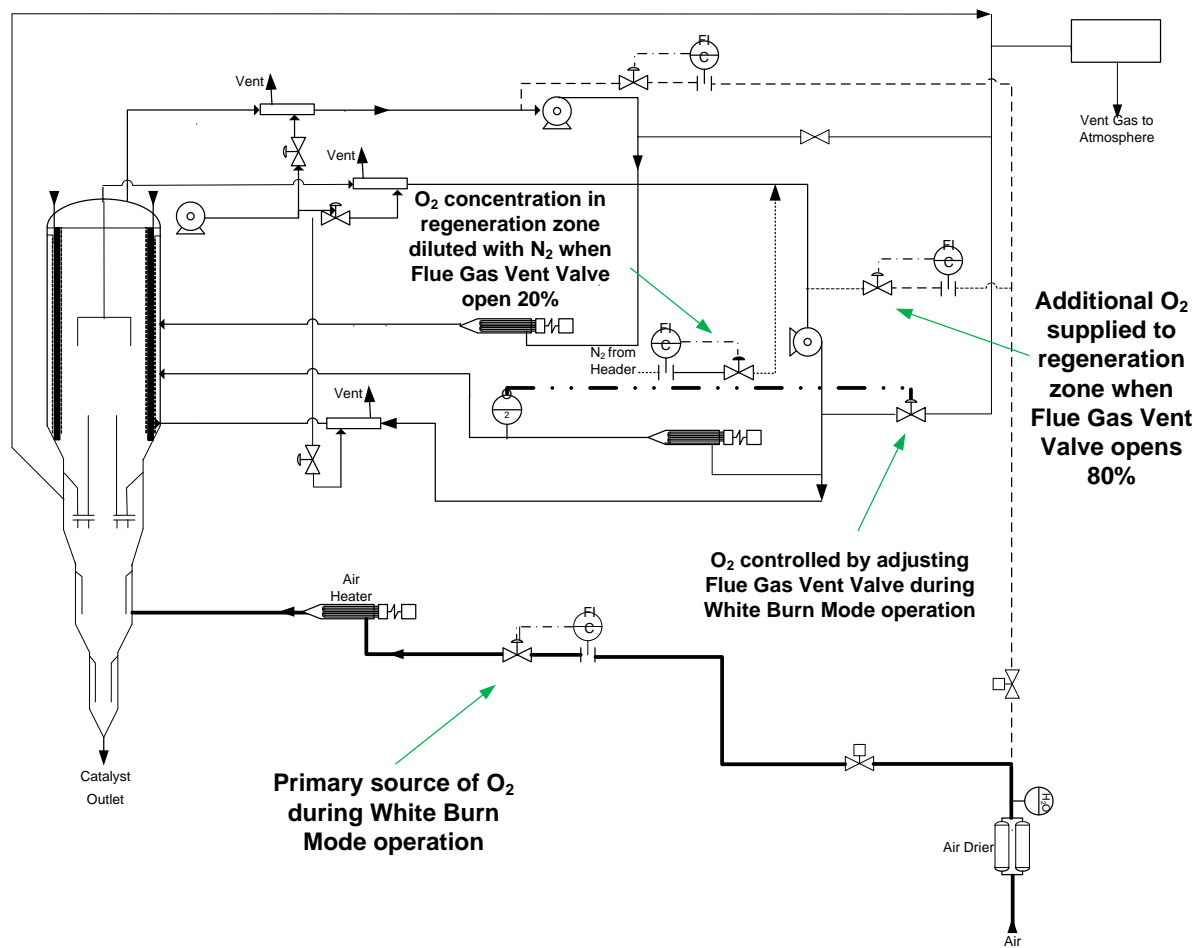 FI
C
Vent
Vent Gas to
Atmosphere
Vent
O₂ concentration in
regeneration zone
diluted with N₂ when
Flue Gas Vent Valve
open 20%
FI
C
Additional O₂
supplied to
regeneration
zone when
Flue Gas Vent
Valve opens
80%
FI
C
N₂ from
Header
Vent
2
O₂ controlled by adjusting
Flue Gas Vent Valve during
White Burn Mode operation
Air
Heater
FI
C
Catalyst
Outlet
Primary source of O₂
during White Burn
Mode operation
H₂O
Air Drier
Air